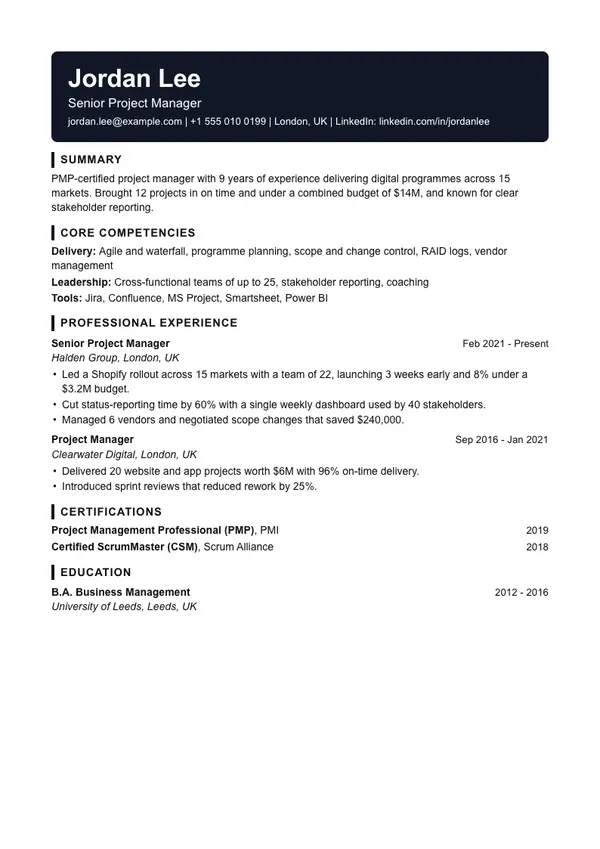 Jordan Lee
Senior Project Manager
jordan.lee@example.com | +1 555 010 0199 | London, UK | LinkedIn: linkedin.com/in/jordanlee
SUMMARY
PMP-certified project manager with 9 years of experience delivering digital programmes across 15
markets. Brought 12 projects in on time and under a combined budget of $14M, and known for clear
stakeholder reporting.
CORE COMPETENCIES
Delivery: Agile and waterfall, programme planning, scope and change control, RAID logs, vendor
management
Leadership: Cross-functional teams of up to 25, stakeholder reporting, coaching
Tools: Jira, Confluence, MS Project, Smartsheet, Power BI
PROFESSIONAL EXPERIENCE
Senior Project Manager Feb 2021 - Present
Halden Group, London, UK
• Led a Shopify rollout across 15 markets with a team of 22, launching 3 weeks early and 8% under a
$3.2M budget.
• Cut status-reporting time by 60% with a single weekly dashboard used by 40 stakeholders.
• Managed 6 vendors and negotiated scope changes that saved $240,000.
Project Manager Sep 2016 - Jan 2021
Clearwater Digital, London, UK
• Delivered 20 website and app projects worth $6M with 96% on-time delivery.
• Introduced sprint reviews that reduced rework by 25%.
CERTIFICATIONS
Project Management Professional (PMP), PMI 2019
Certified ScrumMaster (CSM), Scrum Alliance 2018
EDUCATION
B.A. Business Management 2012 - 2016
University of Leeds, Leeds, UK